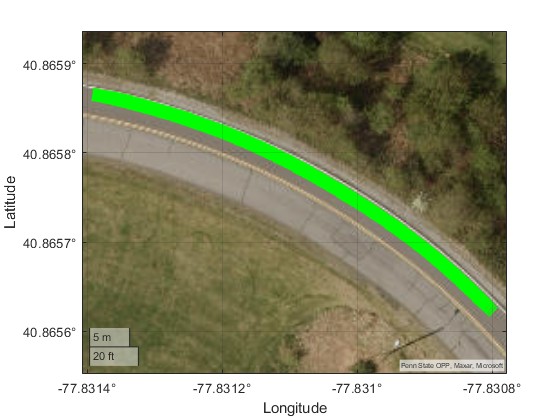 40.8659°
40.8658°
40.8657°
40.8656°
Latitude
5 m
20 ft
Penn State OPP, Maxar, Microsoft
-77.8314°
-77.8312°
-77.831°
-77.8308°
Longitude